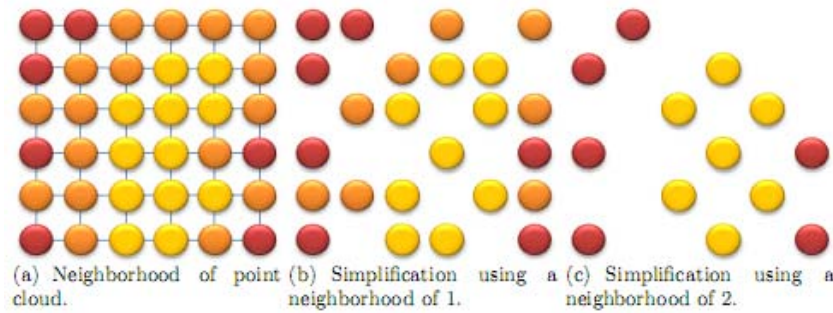 (a) Neighborhood of point
cloud.
(b) Simplification using a
neighborhood of 1.
(c) Simplification using a
neighborhood of 2.